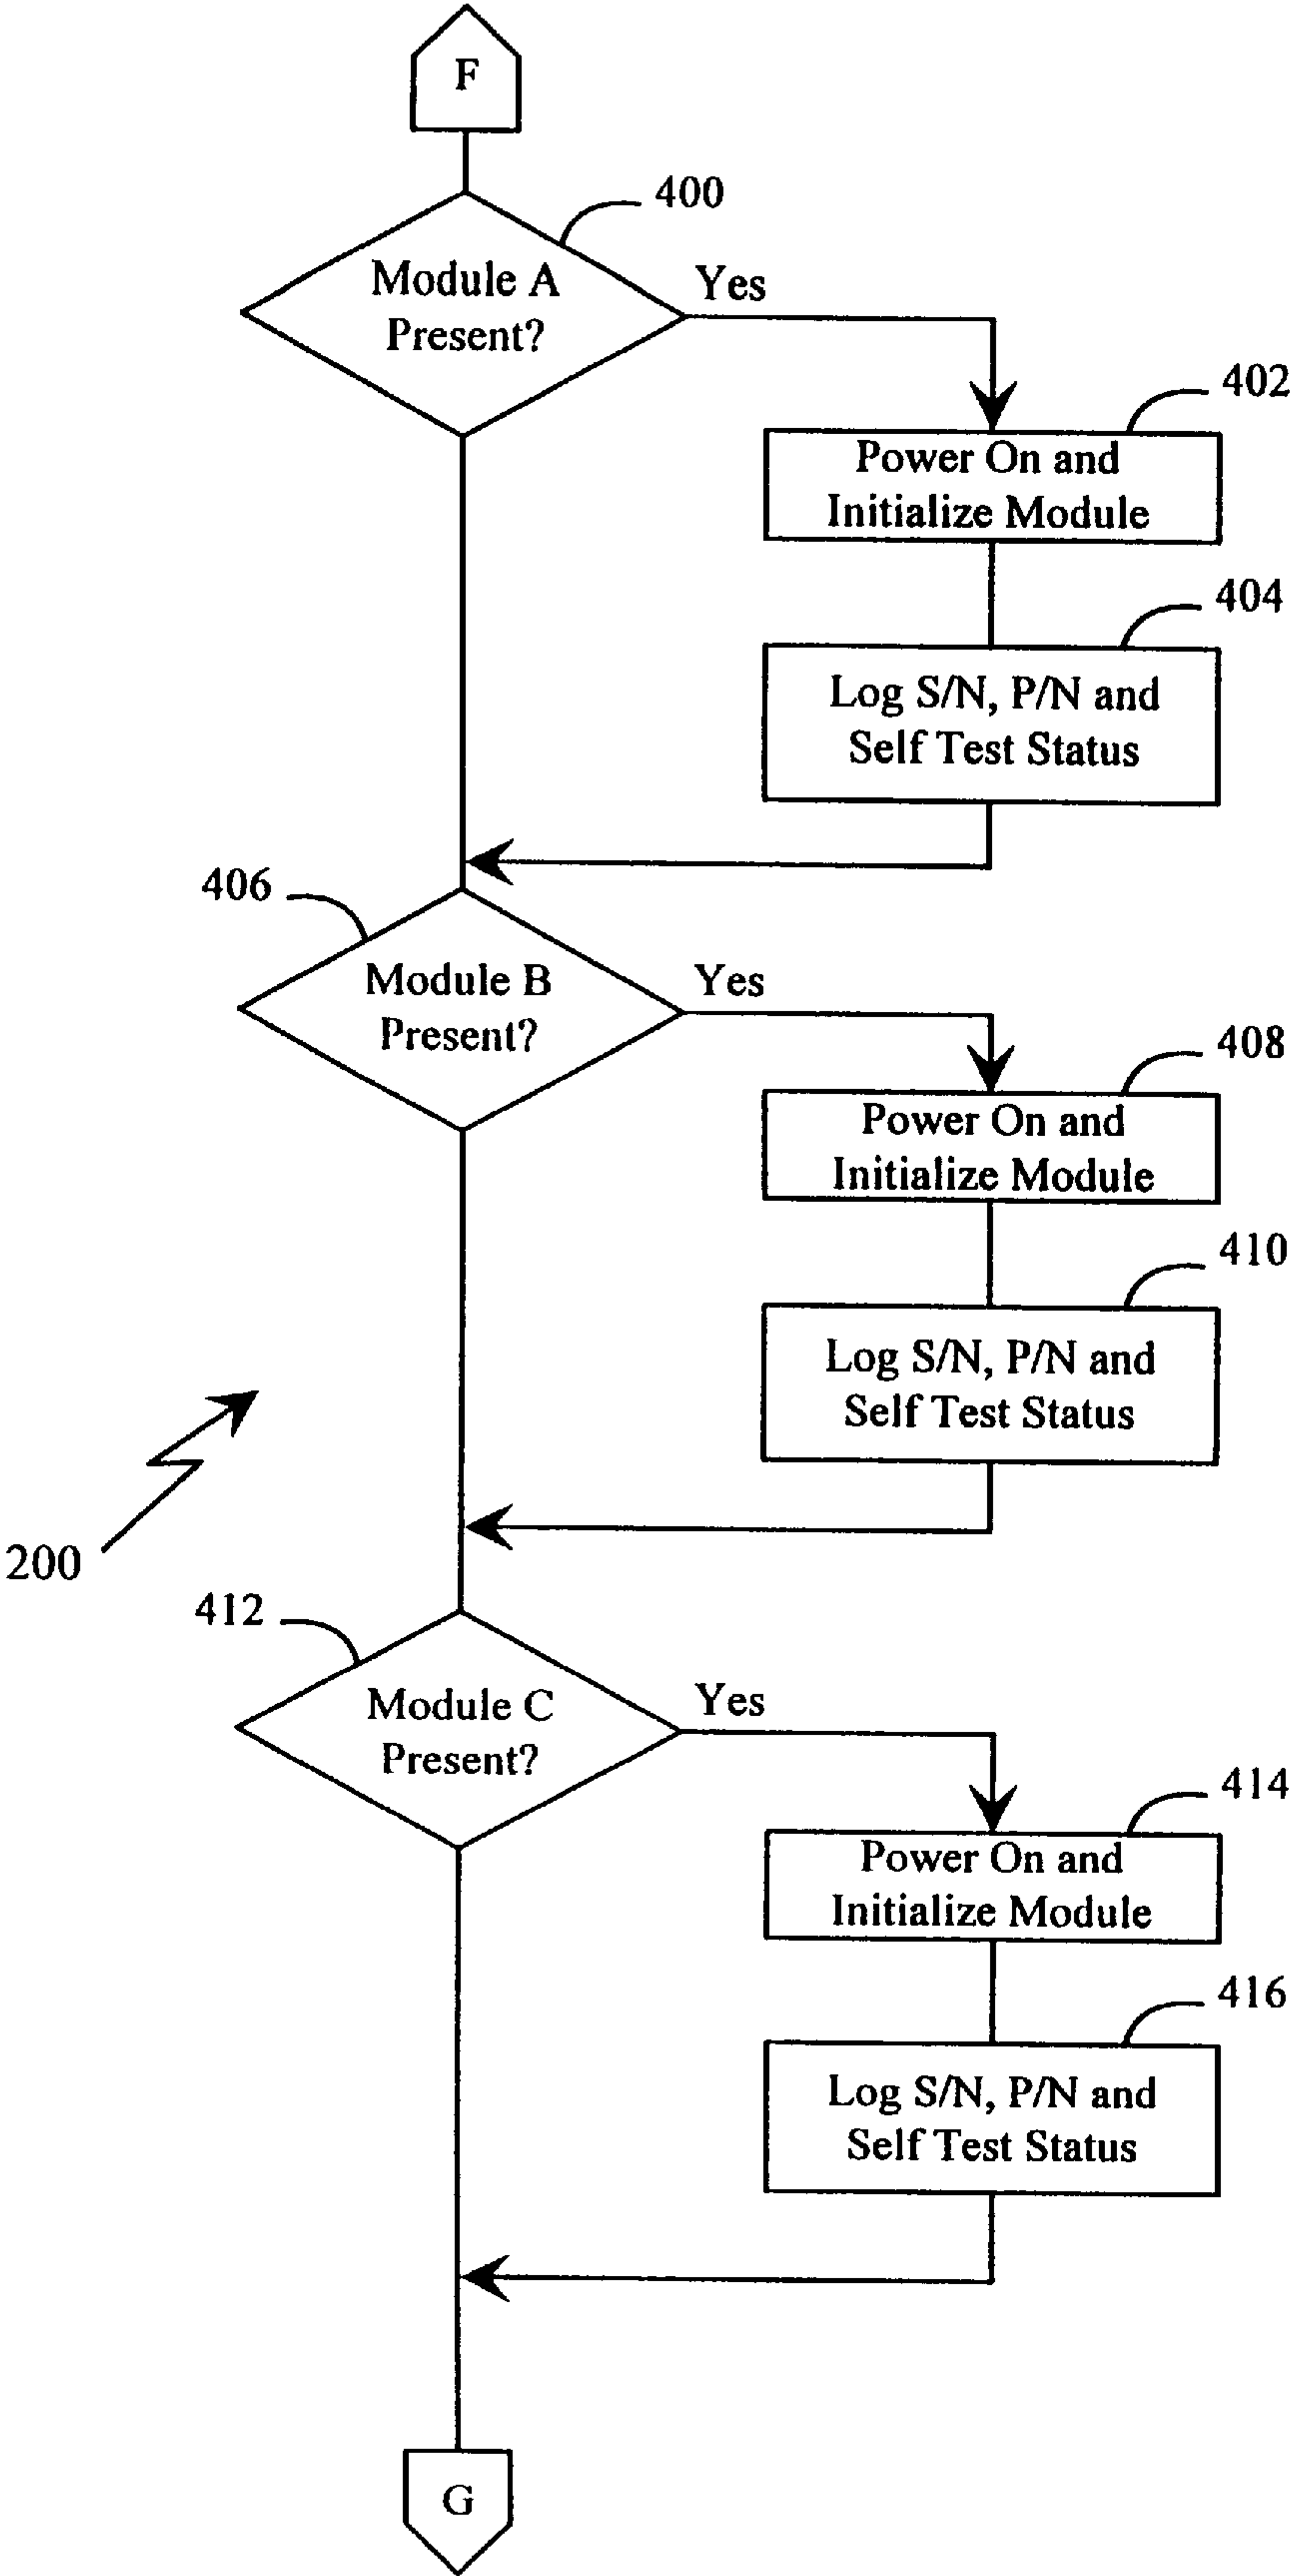 F
400
Module A
Present?
Yes
402
Power On and
Initialize Module
404
Log S/N, P/N and
Self Test Status
406
Module B
Present?
Yes
408
Power On and
Initialize Module
410
Log S/N, P/N and
Self Test Status
200
412
Module C
Present?
Yes
414
Power On and
Initialize Module
416
Log S/N, P/N and
Self Test Status
G